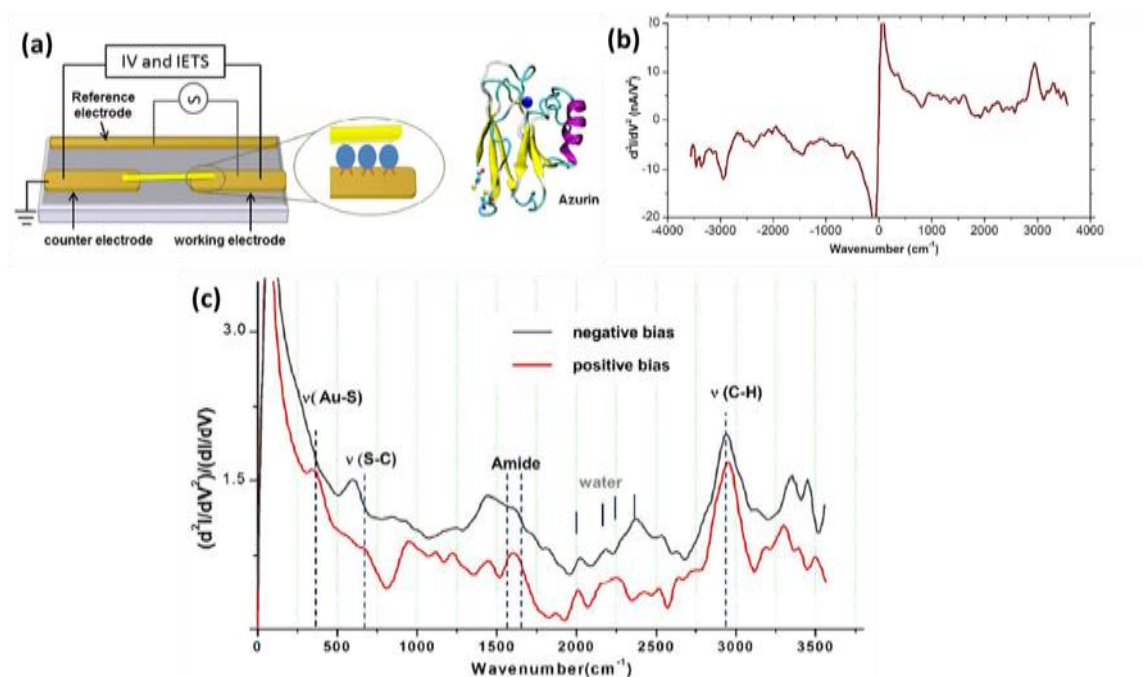 (a)
IV and IETS
S
Reference
electrode
counter electrode
working electrode
Azurin
(b)
d²I/dV² (nA/V²)
20
10
0
-10
-20
-4000 -3000 -2000 -1000 0 1000 2000 3000 4000
Wavenumber (cm⁻¹)
(c)
(d²I/dV²)/(dI/dV)
3.0
1.5
negative bias
positive bias
ν( Au-S)
ν (S-C)
Amide
water
ν (C-H)
0 500 1000 1500 2000 2500 3000 3500
Wavenumber(cm⁻¹)